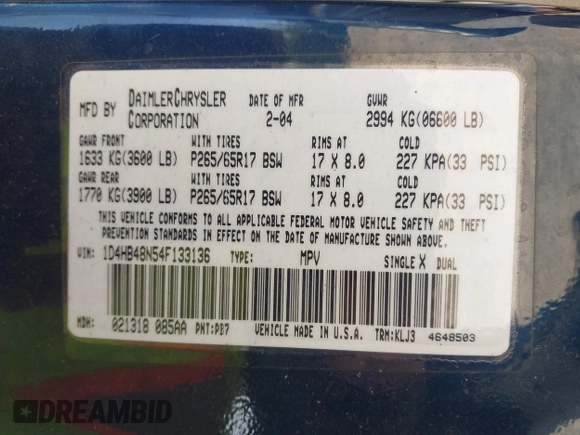 MFD BY DAIMLERCHRYSLER CORPORATION DATE OF MFR 2-04 GVWR 2994 KG(06600 LB)
GAWR FRONT WITH TIRES RIMS AT COLD
1633 KG(3600 LB) P265/65R17 BSW 17 X 8.0 227 KPA(33 PSI)
GAWR REAR WITH TIRES RIMS AT COLD
1770 KG(3900 LB) P265/65R17 BSW 17 X 8.0 227 KPA(33 PSI)
THIS VEHICLE CONFORMS TO ALL APPLICABLE FEDERAL MOTOR VEHICLE SAFETY AND THEFT
PREVENTION STANDARDS IN EFFECT ON THE DATE OF MANUFACTURE SHOWN ABOVE.
VIN: 1D4HB48N54F133136 TYPE: MPV SINGLE X DUAL
MDH: 021318 085AA PNT:PB7 VEHICLE MADE IN U.S.A. TRM:KLJ3 4648503
DREAMBID